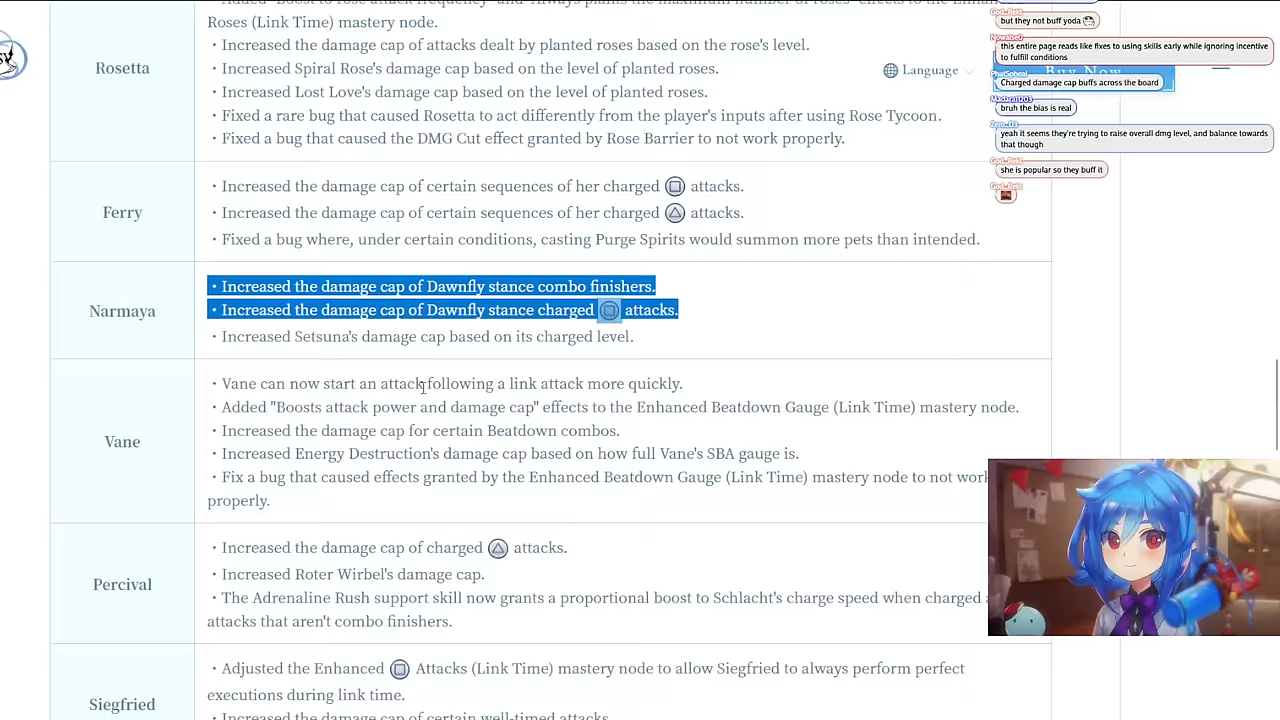 Roses (Link Time) mastery node.
・Increased the damage cap of attacks dealt by planted roses based on the rose's level.
Rosetta
・Increased Spiral Rose's damage cap based on the level of planted roses.
・Increased Lost Love's damage cap based on the level of planted roses.
・Fixed a rare bug that caused Rosetta to act differently from the player's inputs after using Rose Tycoon.
・Fixed a bug that caused the DMG Cut effect granted by Rose Barrier to not work properly.
Language
Buy Now
Ferry
・Increased the damage cap of certain sequences of her charged attacks.
・Increased the damage cap of certain sequences of her charged attacks.
・Fixed a bug where, under certain conditions, casting Purge Spirits would summon more pets than intended.
Narmaya
・Increased the damage cap of Dawnfly stance combo finishers.
・Increased the damage cap of Dawnfly stance charged attacks.
・Increased Setsuna's damage cap based on its charged level.
Vane
・Vane can now start an attack following a link attack more quickly.
・Added "Boosts attack power and damage cap" effects to the Enhanced Beatdown Gauge (Link Time) mastery node.
・Increased the damage cap for certain Beatdown combos.
・Increased Energy Destruction's damage cap based on how full Vane's SBA gauge is.
・Fix a bug that caused effects granted by the Enhanced Beatdown Gauge (Link Time) mastery node to not work
properly.
Percival
・Increased the damage cap of charged attacks.
・Increased Roter Wirbel's damage cap.
・The Adrenaline Rush support skill now grants a proportional boost to Schlacht's charge speed when charged
attacks that aren't combo finishers.
Siegfried
・Adjusted the Enhanced Attacks (Link Time) mastery node to allow Siegfried to always perform perfect
executions during link time.
・Increased the damage cap of certain well-timed attacks.
but they not buff yoda
this entire page reads like fixes to using skills early while ignoring incentive
to fulfill conditions
Charged damage cap buffs across the board
bruh the bias is real
yeah it seems they're trying to raise overall dmg level, and balance towards
that though
she is popular so they buff it